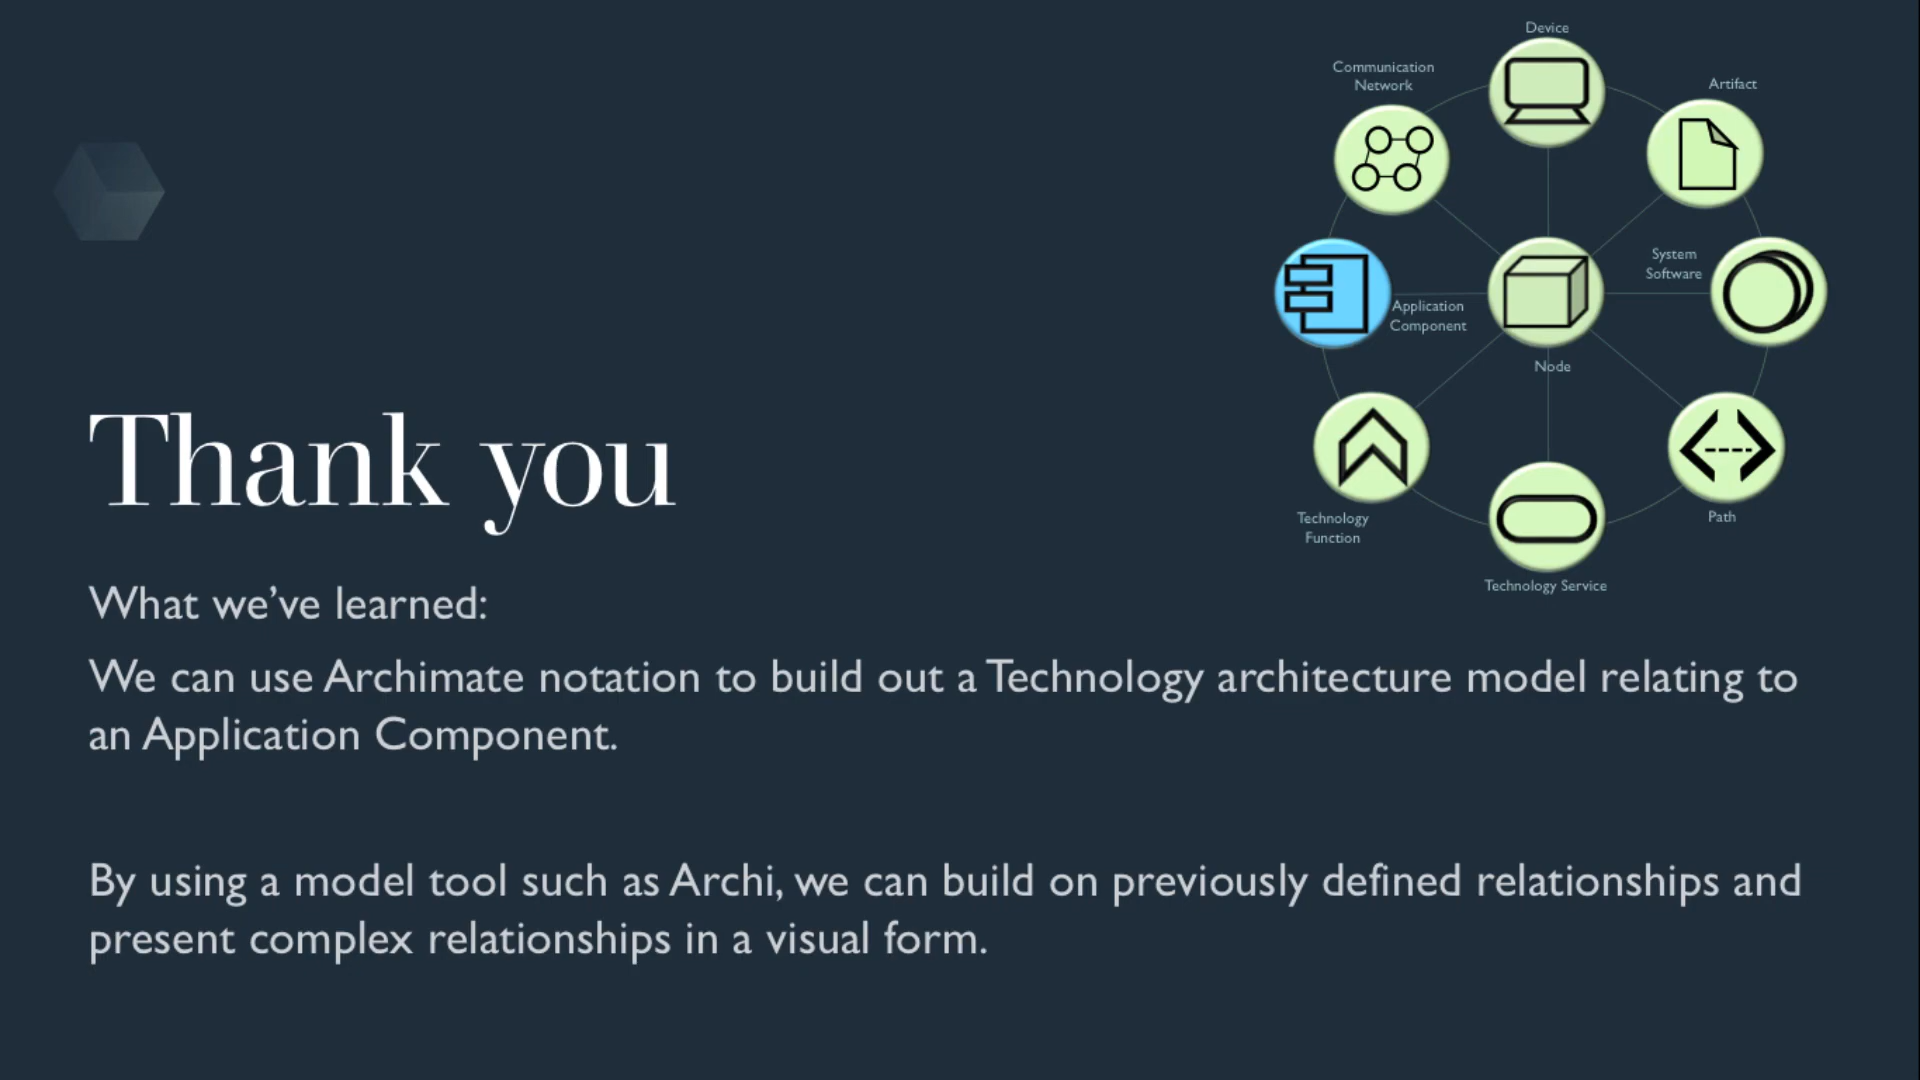 Device
Communication
Network
Artifact
System
Software
Application
Component
Node
Technology
Function
Path
Technology Service
Thank you
What we’ve learned:
We can use Archimate notation to build out a Technology architecture model relating to
an Application Component.
By using a model tool such as Archi, we can build on previously defined relationships and
present complex relationships in a visual form.